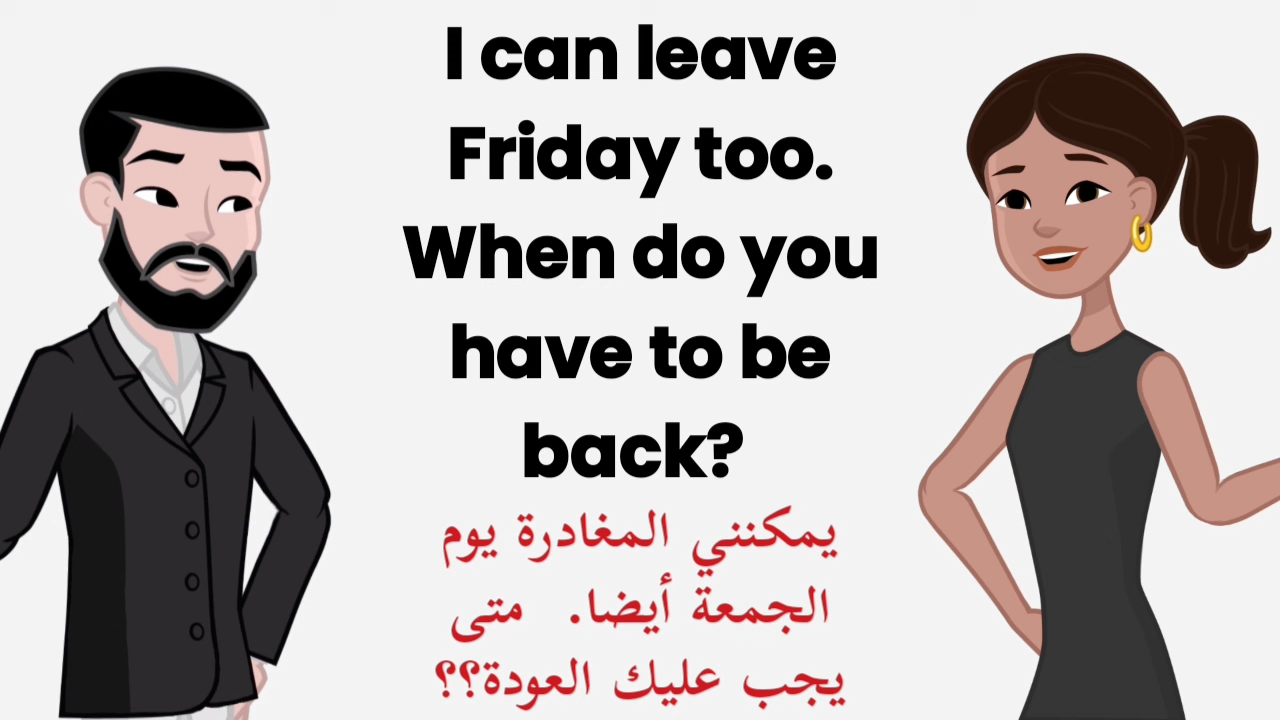 I can leave
Friday too.
When do you
have to be
back?
يمكنني المغادرة يوم
الجمعة أيضا. متى
يجب عليك العودة؟؟